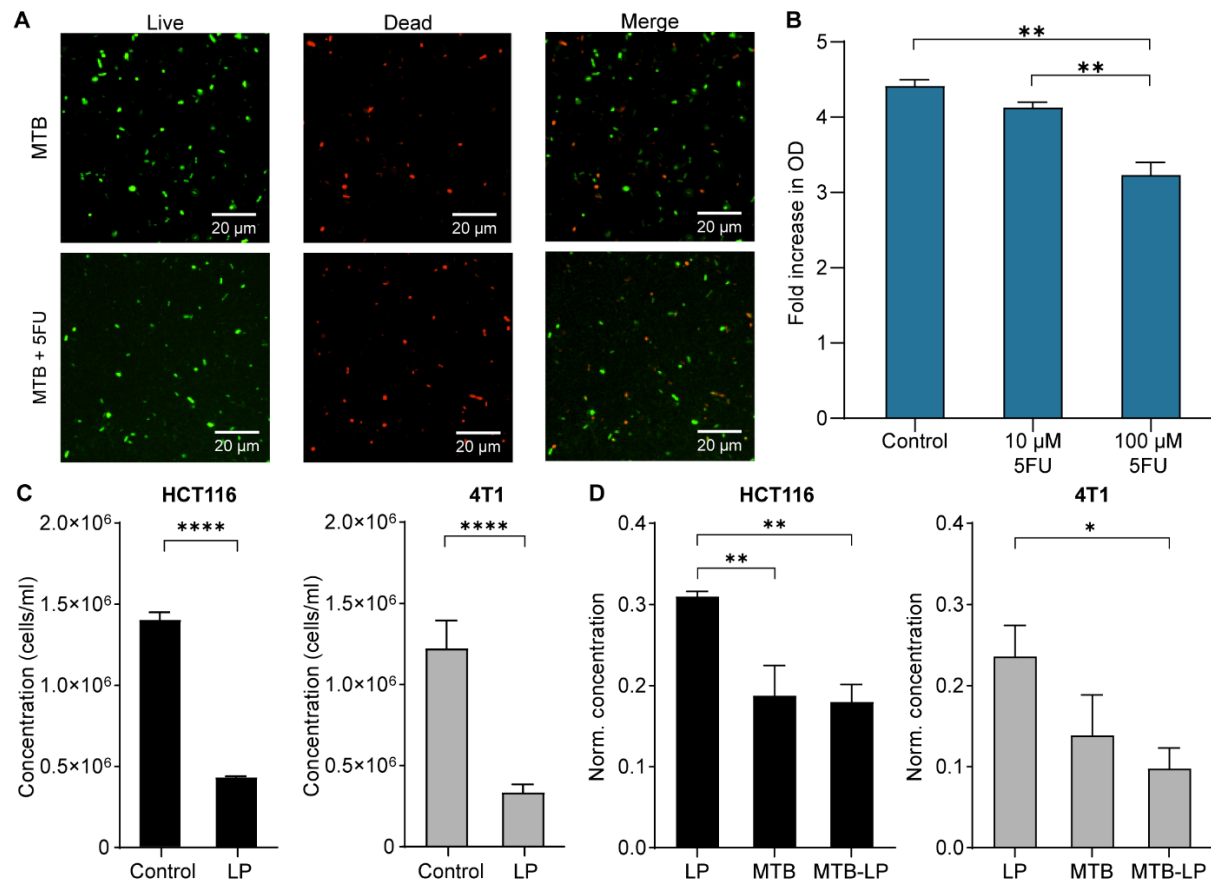 A
Live
Dead
Merge
MTB
20 µm
20 µm
20 µm
MTB + 5FU
20 µm
20 µm
20 µm
B
**
**
Fold increase in OD
5
4
3
2
1
0
Control
10 µM
5FU
100 µM
5FU
C
HCT116
****
Concentration (cells/ml)
2.0×10⁶
1.5×10⁶
1.0×10⁶
0.5×10⁶
0
Control
LP
4T1
****
Concentration (cells/ml)
2.0×10⁶
1.5×10⁶
1.0×10⁶
0.5×10⁶
0
Control
LP
D
HCT116
**
**
Norm. concentration
0.4
0.3
0.2
0.1
0.0
LP
MTB
MTB-LP
4T1
*
Norm. concentration
0.4
0.3
0.2
0.1
0.0
LP
MTB
MTB-LP